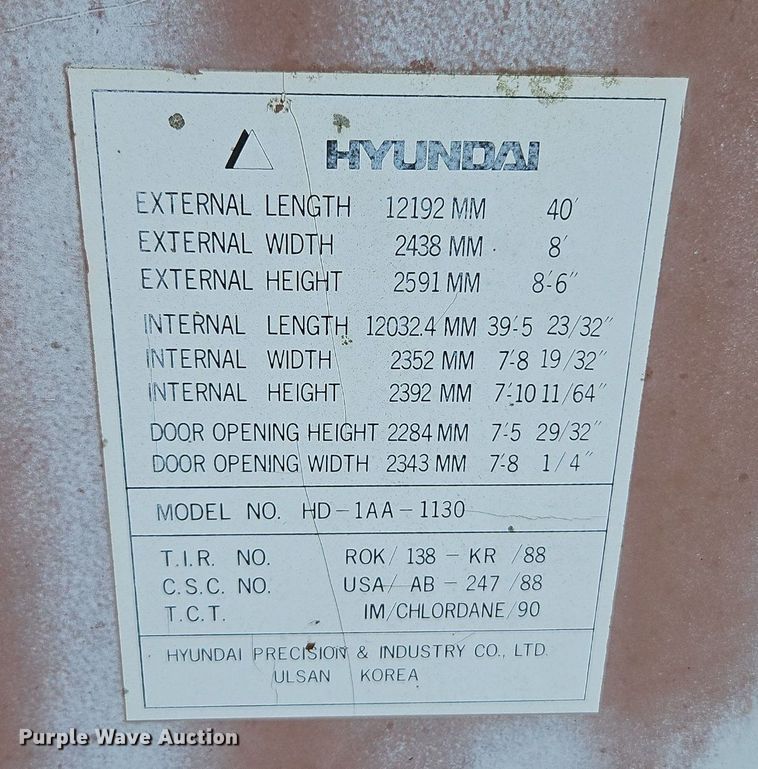 HYUNDAI
EXTERNAL LENGTH 12192 MM 40'
EXTERNAL WIDTH 2438 MM 8'
EXTERNAL HEIGHT 2591 MM 8'-6"
INTERNAL LENGTH 12032.4 MM 39'-5 23/32"
INTERNAL WIDTH 2352 MM 7'-8 19/32"
INTERNAL HEIGHT 2392 MM 7'-10 11/64"
DOOR OPENING HEIGHT 2284 MM 7'-5 29/32"
DOOR OPENING WIDTH 2343 MM 7'-8 1/4"
MODEL NO. HD-1AA-1130
T.I.R. NO. ROK/138-KR/88
C.S.C. NO. USA/AB-247/88
T.C.T. IM/CHLORDANE/90
HYUNDAI PRECISION & INDUSTRY CO., LTD.
ULSAN KOREA
Purple Wave Auction